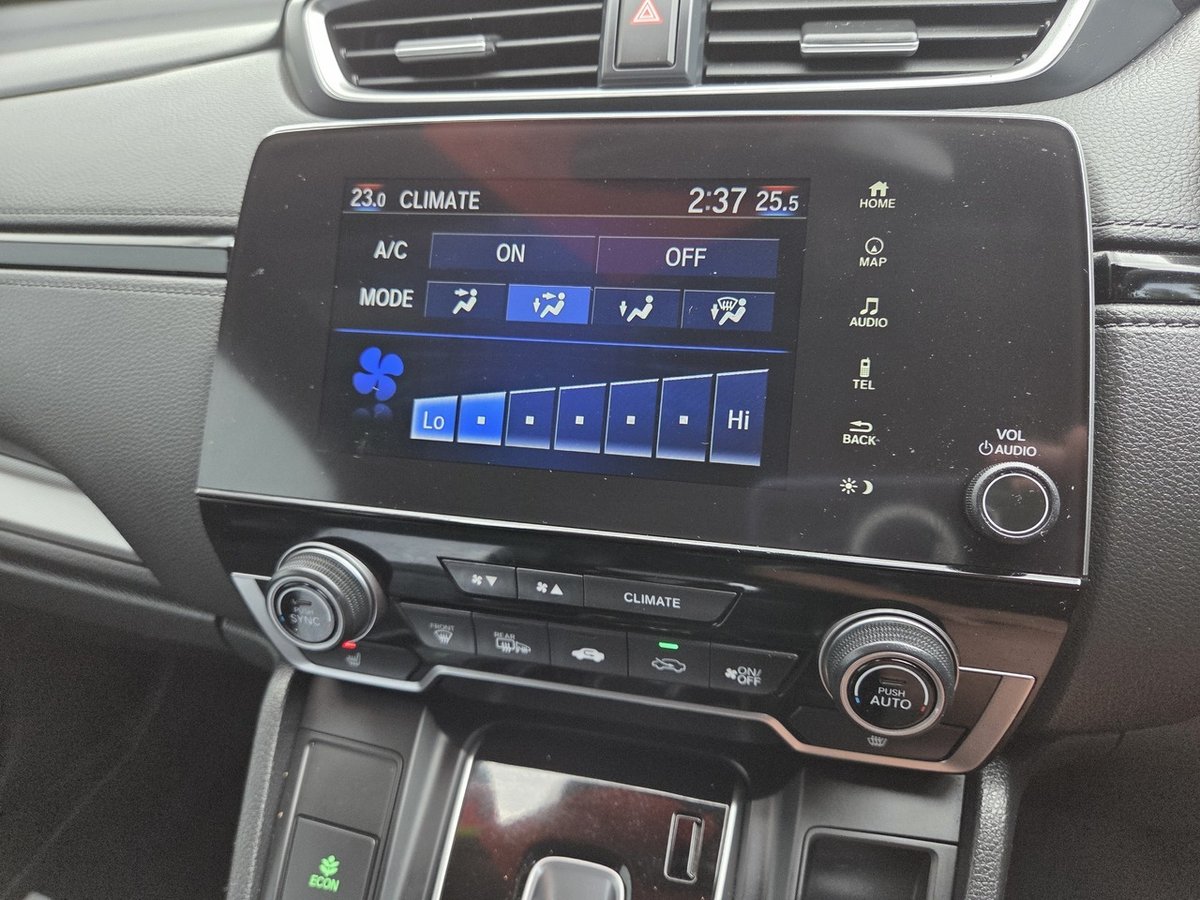 23.0 CLIMATE 2:37 25.5
A/C ON OFF
MODE
Lo Hi
HOME
MAP
AUDIO
TEL
BACK
VOL
AUDIO
CLIMATE
PUSH
SYNC
FRONT
REAR
ON/
OFF
PUSH
AUTO
ECON